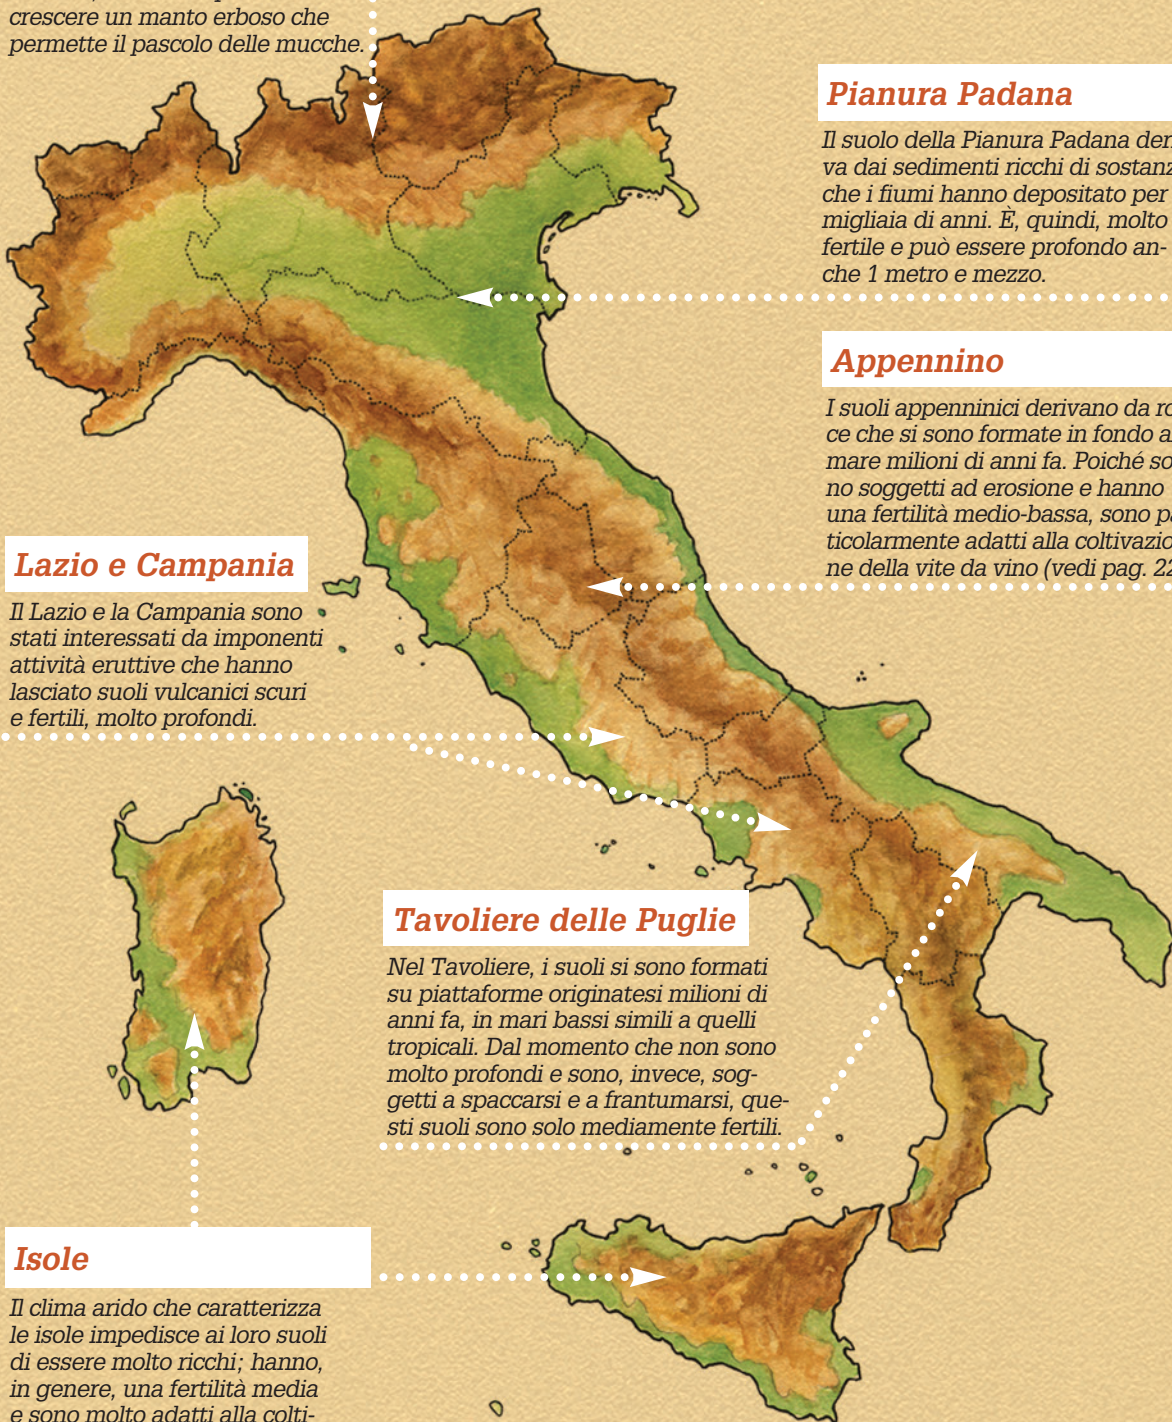 crescere un manto erboso che
permette il pascolo delle mucche.
Pianura Padana
Il suolo della Pianura Padana deri
va dai sedimenti ricchi di sostanz
che i fiumi hanno depositato per
migliaia di anni. È, quindi, molto
fertile e può essere profondo an-
che 1 metro e mezzo.
Appennino
I suoli appenninici derivano da ro
ce che si sono formate in fondo a
mare milioni di anni fa. Poiché so
no soggetti ad erosione e hanno
una fertilità medio-bassa, sono pa
ticolarmente adatti alla coltivazio
ne della vite da vino (vedi pag. 22
Lazio e Campania
Il Lazio e la Campania sono
stati interessati da imponenti
attività eruttive che hanno
lasciato suoli vulcanici scuri
e fertili, molto profondi.
Tavoliere delle Puglie
Nel Tavoliere, i suoli si sono formati
su piattaforme originatesi milioni di
anni fa, in mari bassi simili a quelli
tropicali. Dal momento che non sono
molto profondi e sono, invece, sog-
getti a spaccarsi e a frantumarsi, que-
sti suoli sono solo mediamente fertili.
Isole
Il clima arido che caratterizza
le isole impedisce ai loro suoli
di essere molto ricchi; hanno,
in genere, una fertilità media
e sono molto adatti alla colti-